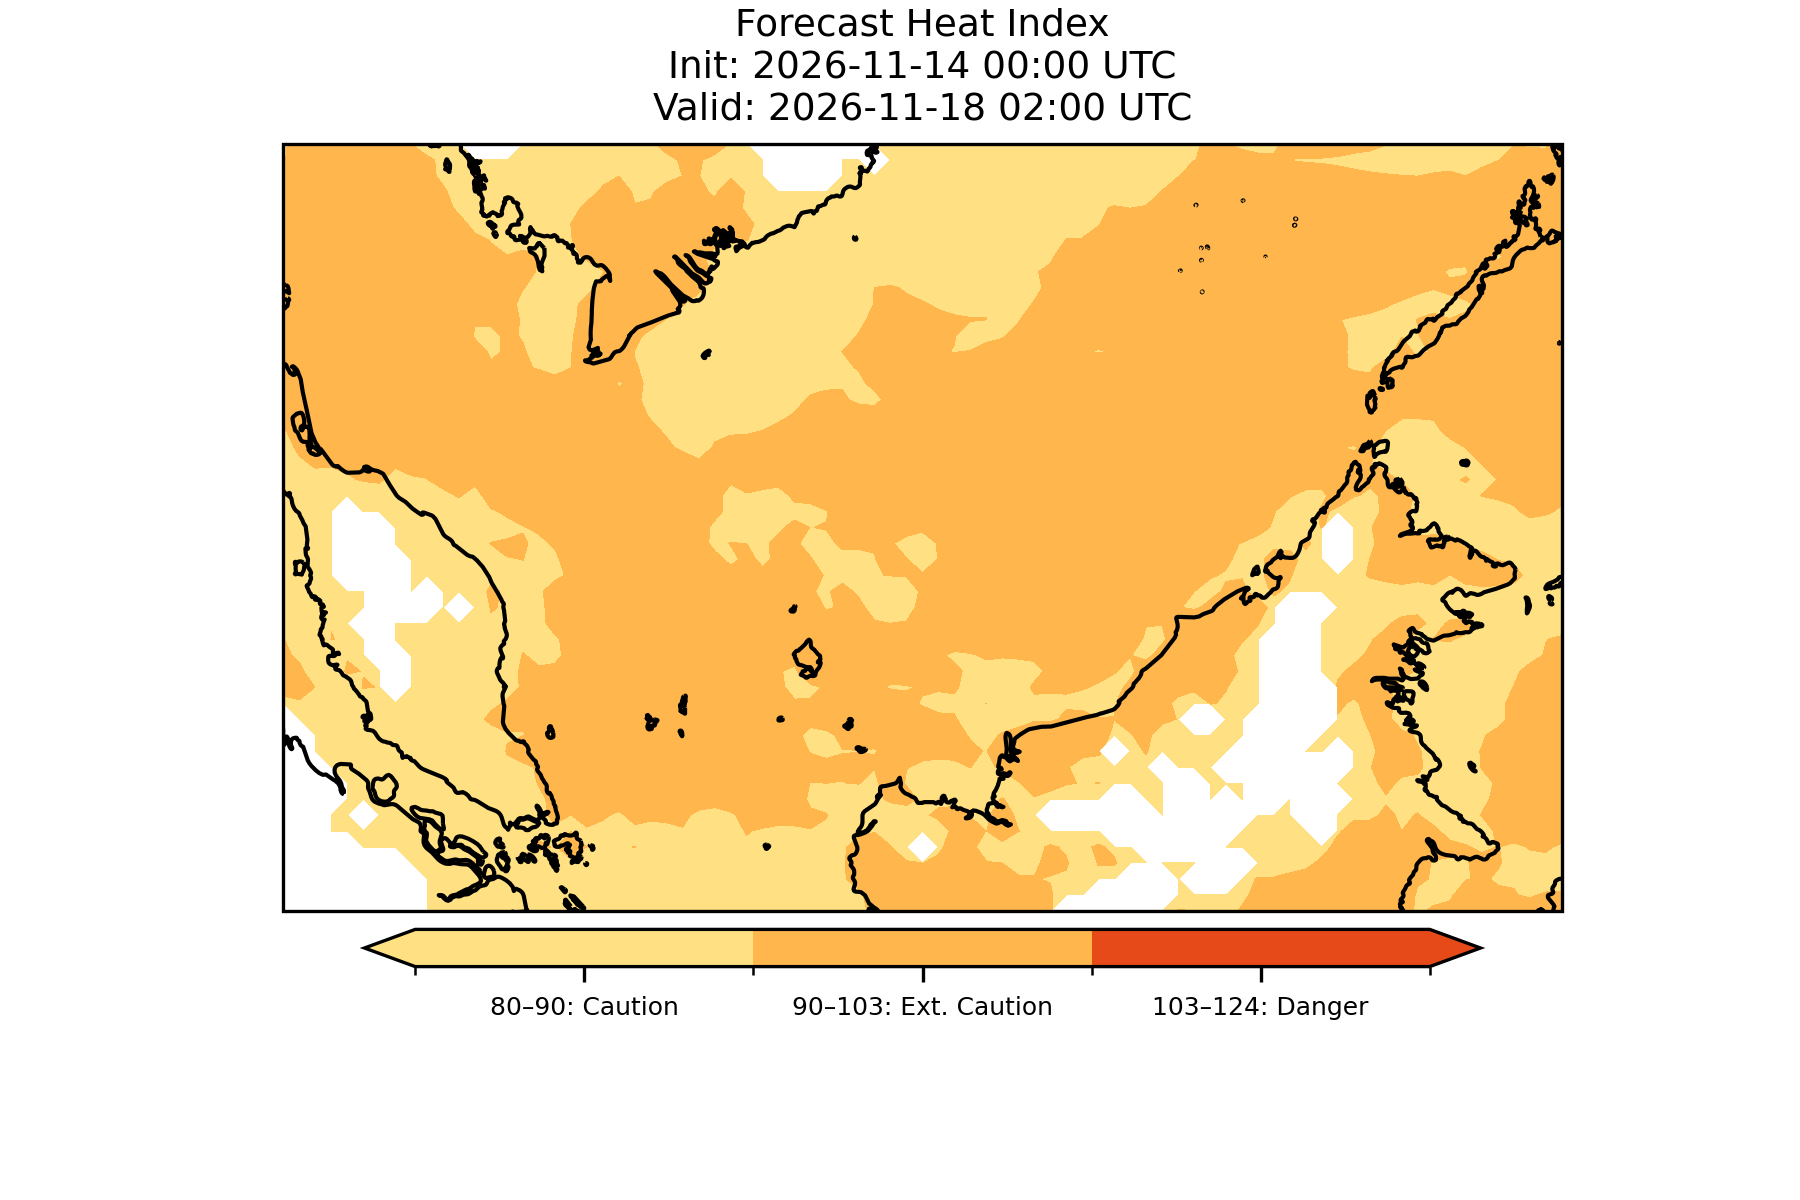 Forecast Heat Index
Init: 2026-11-14 00:00 UTC
Valid: 2026-11-18 02:00 UTC
80–90: Caution
90–103: Ext. Caution
103–124: Danger